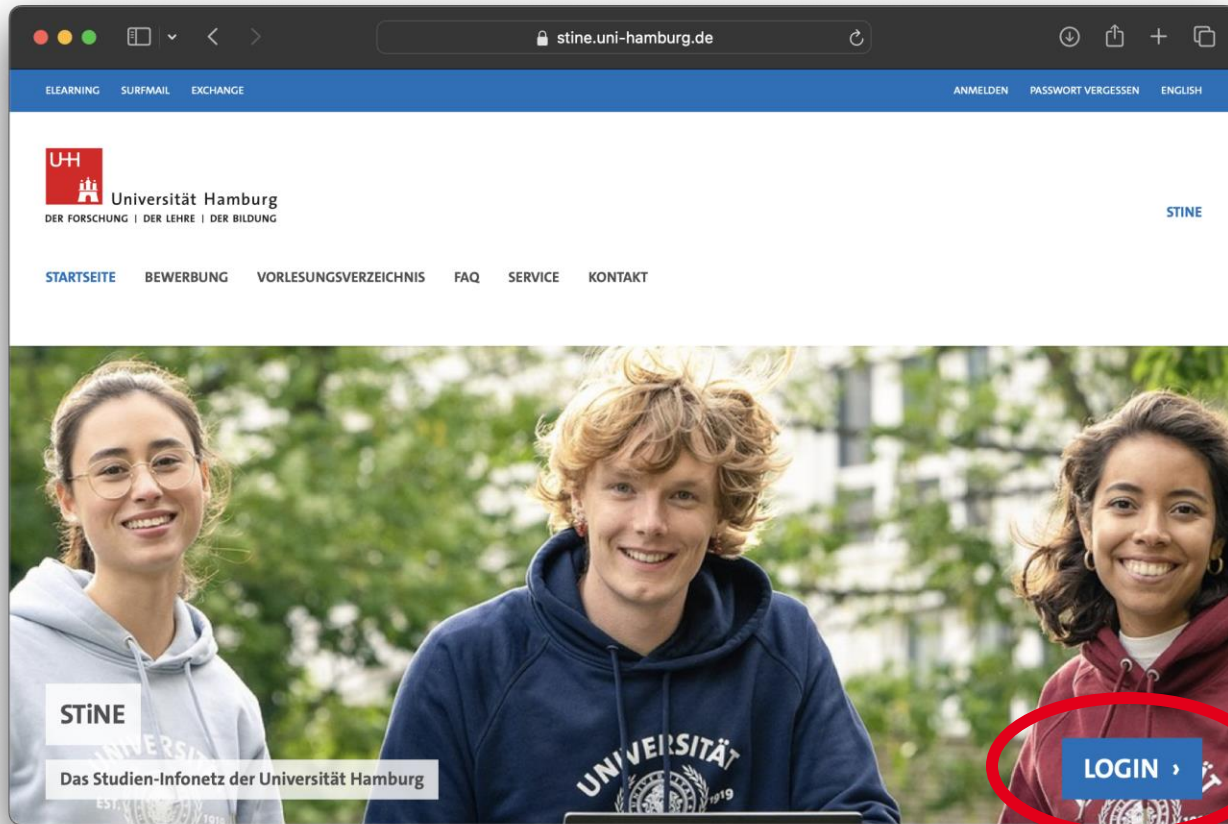 stine.uni-hamburg.de
ELEARNING SURFMAIL EXCHANGE ANMELDEN PASSWORT VERGESSEN ENGLISH
UHH
Universität Hamburg
DER FORSCHUNG | DER LEHRE | DER BILDUNG
STINE
STARTSEITE BEWERBUNG VORLESUNGSVERZEICHNIS FAQ SERVICE KONTAKT
STiNE
Das Studien-Infonetz der Universität Hamburg
UNIVERSITÄT
1919
LOGIN ›